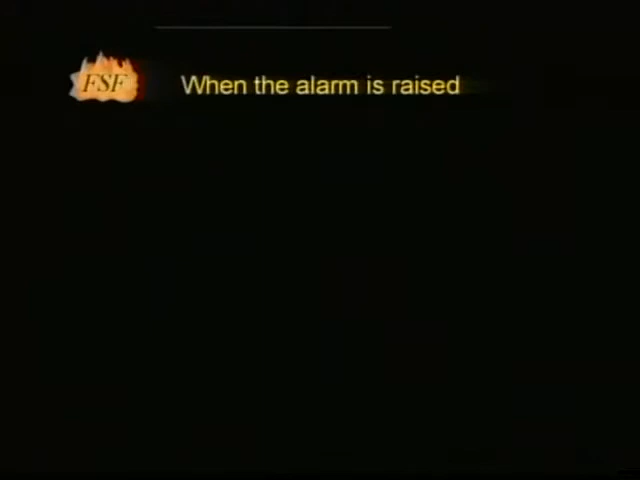 FSF When the alarm is raised